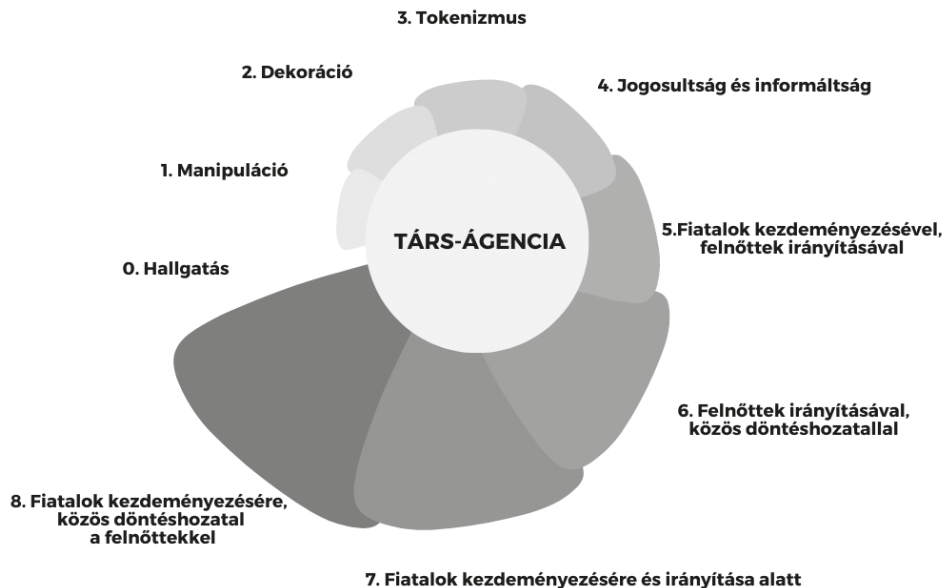 3. Tokenizmus
2. Dekoráció
4. Jogosultság és informáltság
1. Manipuláció
TÁRS-ÁGENCIA
5.Fiatalok kezdeményezésével,
felnőttek irányításával
0. Hallgatás
6. Felnőttek irányításával,
közös döntéshozatallal
8. Fiatalok kezdeményezésére,
közös döntéshozatal
a felnőttekkel
7. Fiatalok kezdeményezésére és irányítása alatt